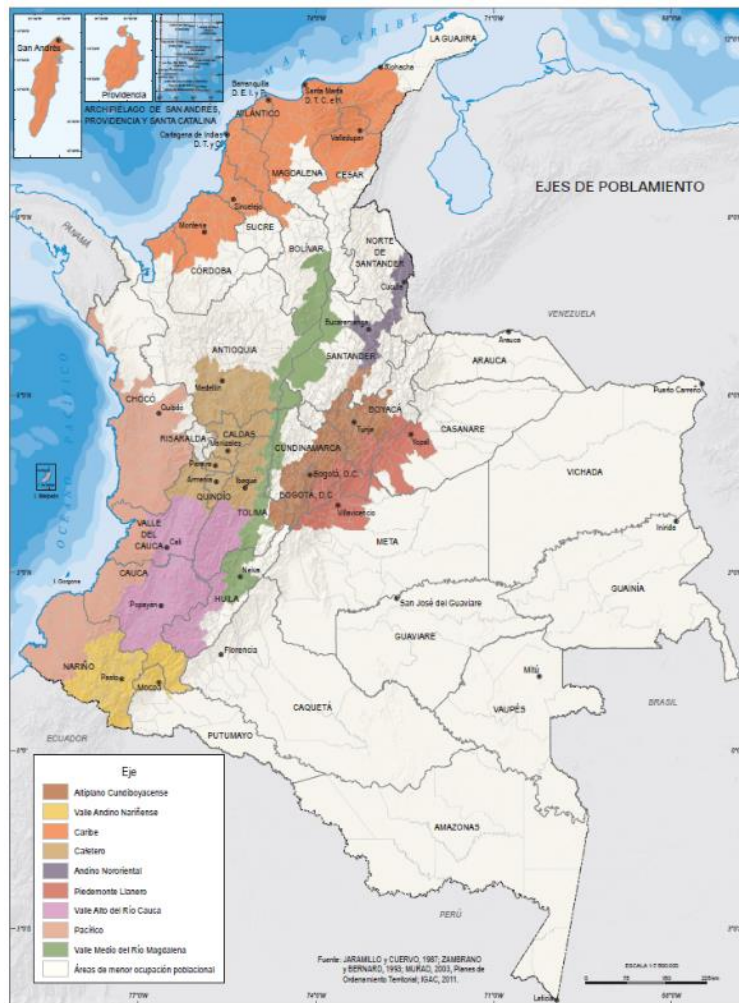 San Andrés
Providencia
ARCHIPIÉLAGO DE SAN ANDRES,
PROVIDENCIA Y SANTA CATALINA
MAR CARIBE
LA GUAJIRA
Riohacha
Barranquilla
D. E. I. y P.
Santa Marta
D. T. C. e H.
ATLÁNTICO
Cartagena de Indias
D. T. y C.
Valledupar
MAGDALENA
CESAR
EJES DE POBLAMIENTO
PANAMÁ
Sincelejo
Montería
SUCRE
BOLÍVAR
NORTE
DE
SANTANDER
CÓRDOBA
Cúcuta
VENEZUELA
Bucaramanga
ANTIOQUIA
SANTANDER
Arauca
ARAUCA
Medellín
Puerto Carreño
OCEANO PACÍFICO
CHOCÓ
Quibdó
BOYACÁ
CASANARE
RISARALDA
CALDAS
Manizales
Tunja
Yopal
CUNDINAMARCA
VICHADA
Pereira
Armenia
Ibagué
Bogotá, D.C.
BOGOTÁ, D.C.
QUINDÍO
I. Malpelo
TOLIMA
Villavicencio
Inírida
VALLE
DEL
CAUCA
Cali
META
GUAINÍA
CAUCA
Neiva
I. Gorgona
HUILA
Popayán
San José del Guaviare
GUAVIARE
NARIÑO
Florencia
Pasto
Mocoa
Mitú
VAUPÉS
BRASIL
CAQUETÁ
ECUADOR
PUTUMAYO
AMAZONAS
PERÚ
Leticia
Eje
Altiplano Cundiboyacense
Valle Andino Nariñense
Caribe
Cafetero
Andino Nororiental
Piedemonte Llanero
Valle Alto del Río Cauca
Pacífico
Valle Medio del Río Magdalena
Áreas de menor ocupación poblacional
Fuente: JARAMILLO y CUERVO, 1987; ZAMBRANO
y BERNARD, 1993; MURAD, 2003, Planes de
Ordenamiento Territorial, IGAC, 2011.